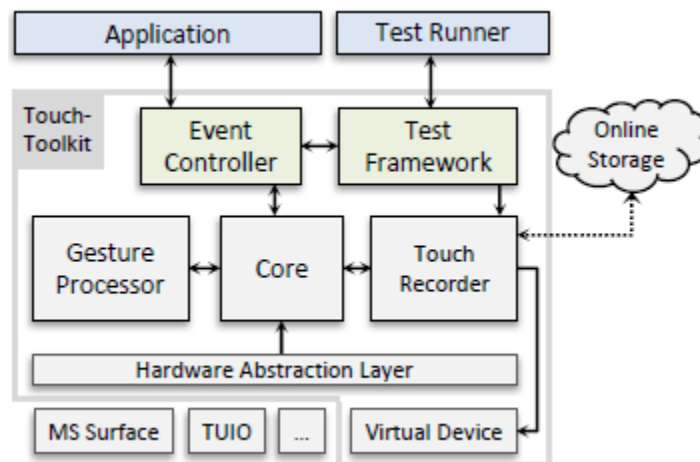 Application
Test Runner
Touch-
Toolkit
Event
Controller
Test
Framework
Online
Storage
Gesture
Processor
Core
Touch
Recorder
Hardware Abstraction Layer
MS Surface
TUIO
...
Virtual Device